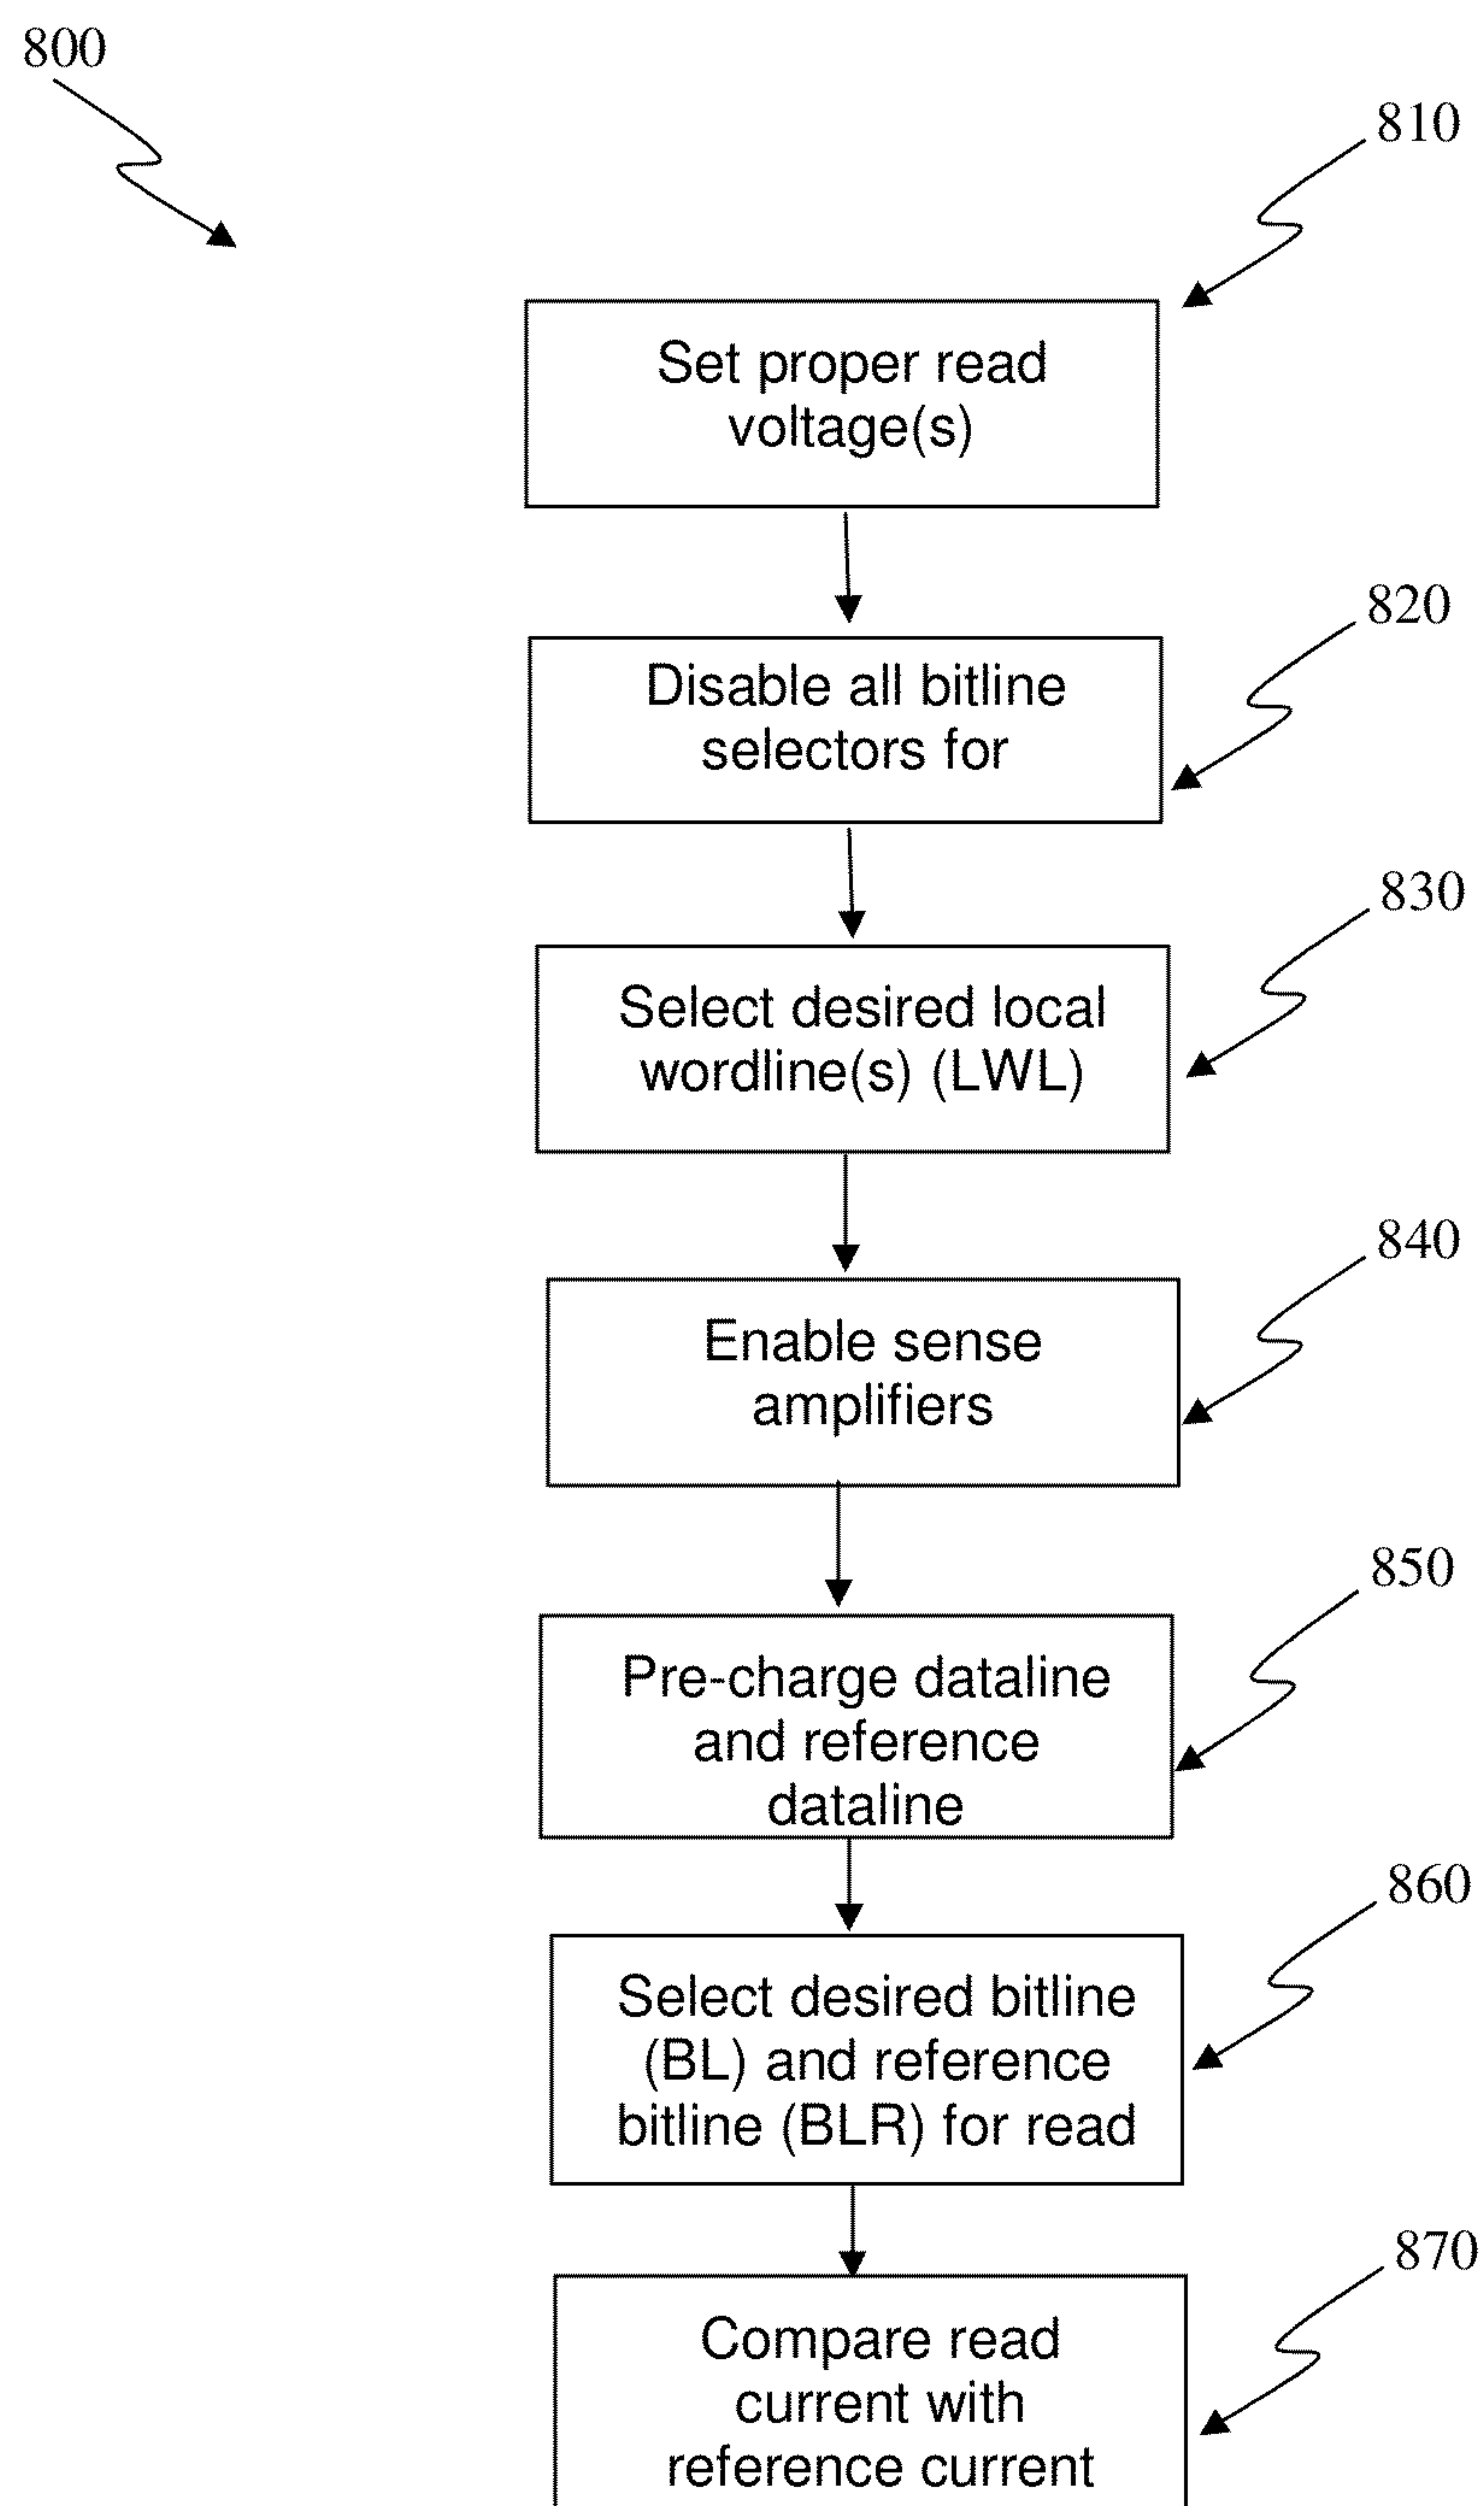 800
810
Set proper read
voltage(s)
820
Disable all bitline
selectors for
830
Select desired local
wordline(s) (LWL)
840
Enable sense
amplifiers
850
Pre-charge dataline
and reference
dataline
860
Select desired bitline
(BL) and reference
bitline (BLR) for read
870
Compare read
current with
reference current